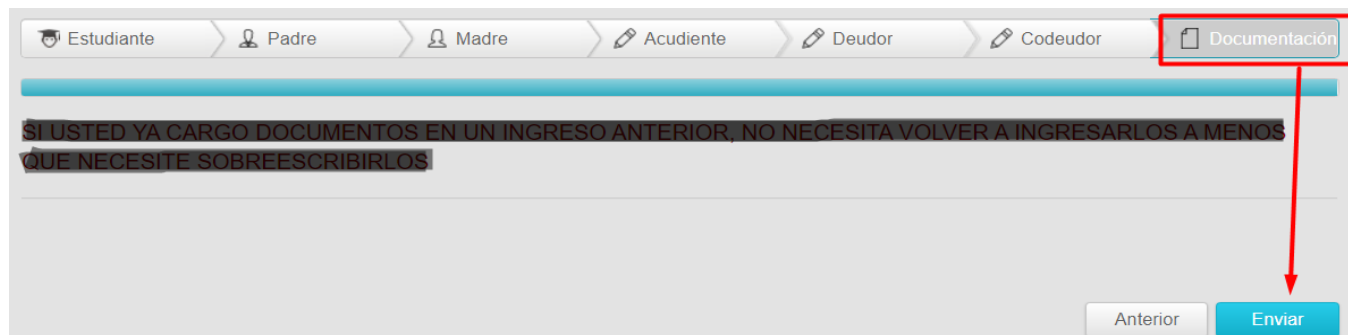 Estudiante Padre Madre Acudiente Deudor Codeudor Documentación
SI USTED YA CARGO DOCUMENTOS EN UN INGRESO ANTERIOR, NO NECESITA VOLVER A INGRESARLOS A MENOS
QUE NECESITE SOBREESCRIBIRLOS
Anterior Enviar